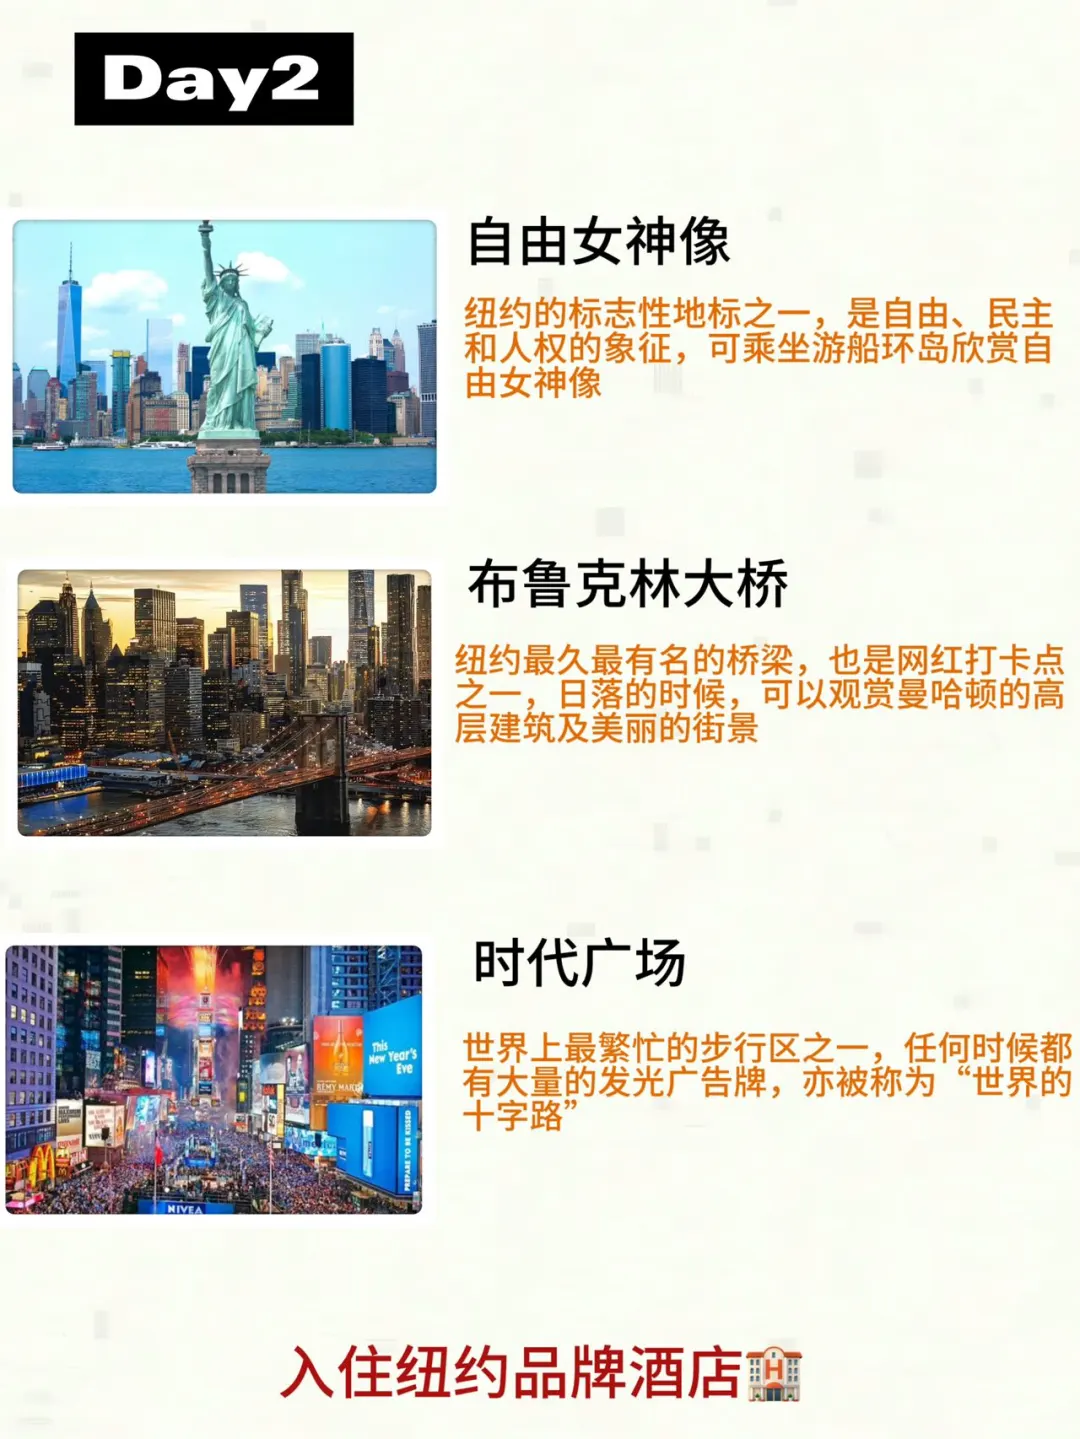 Day2
自由女神像
纽约的标志性地标之一，是自由、民主
和人权的象征，可乘坐游船环岛欣赏自
由女神像
布鲁克林大桥
纽约最久最有名的桥梁，也是网红打卡点
之一，日落的时候，可以观赏曼哈顿的高
层建筑及美丽的街景
时代广场
This
New Year's
Eve
REMY MARTIN
PREPARE TO BE KISSED
NIVEA
世界上最繁忙的步行区之一，任何时候都
有大量的发光广告牌，亦被称为“世界的
十字路”
入住纽约品牌酒店
H